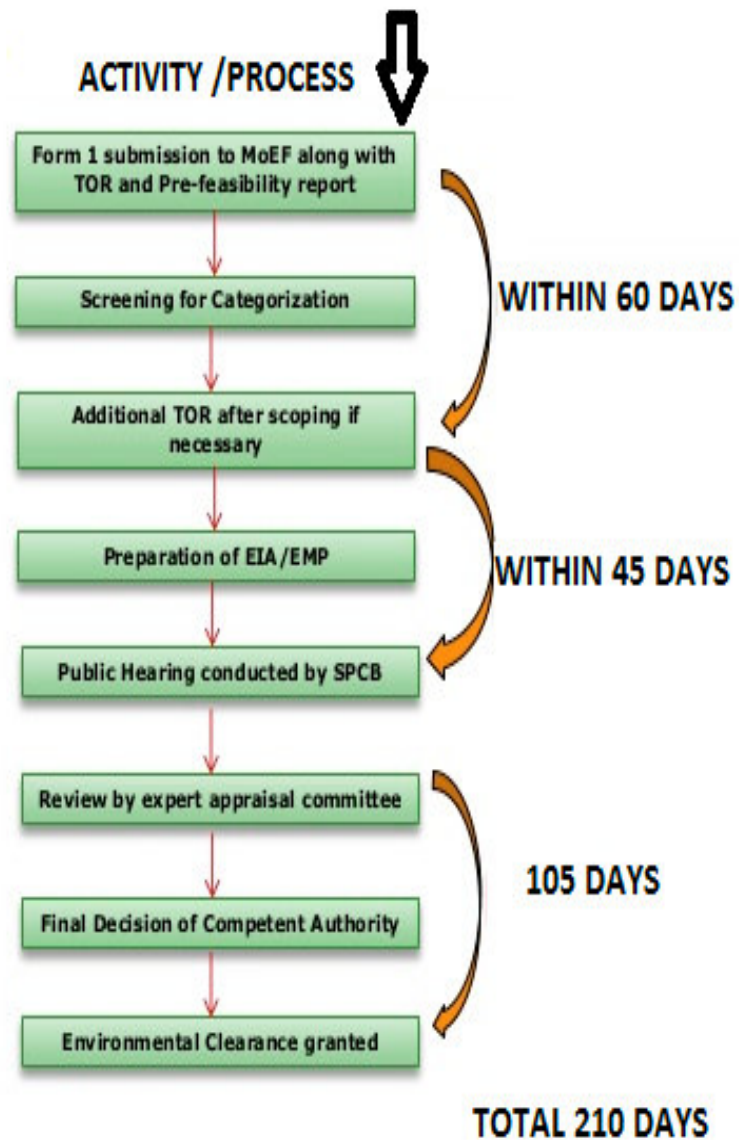 ACTIVITY /PROCESS
Form 1 submission to MoEF along with
TOR and Pre-feasibility report
WITHIN 60 DAYS
Screening for Categorization
Additional TOR after scoping if
necessary
WITHIN 45 DAYS
Preparation of EIA/EMP
Public Hearing conducted by SPCB
Review by expert appraisal committee
105 DAYS
Final Decision of Competent Authority
Environmental Clearance granted
TOTAL 210 DAYS